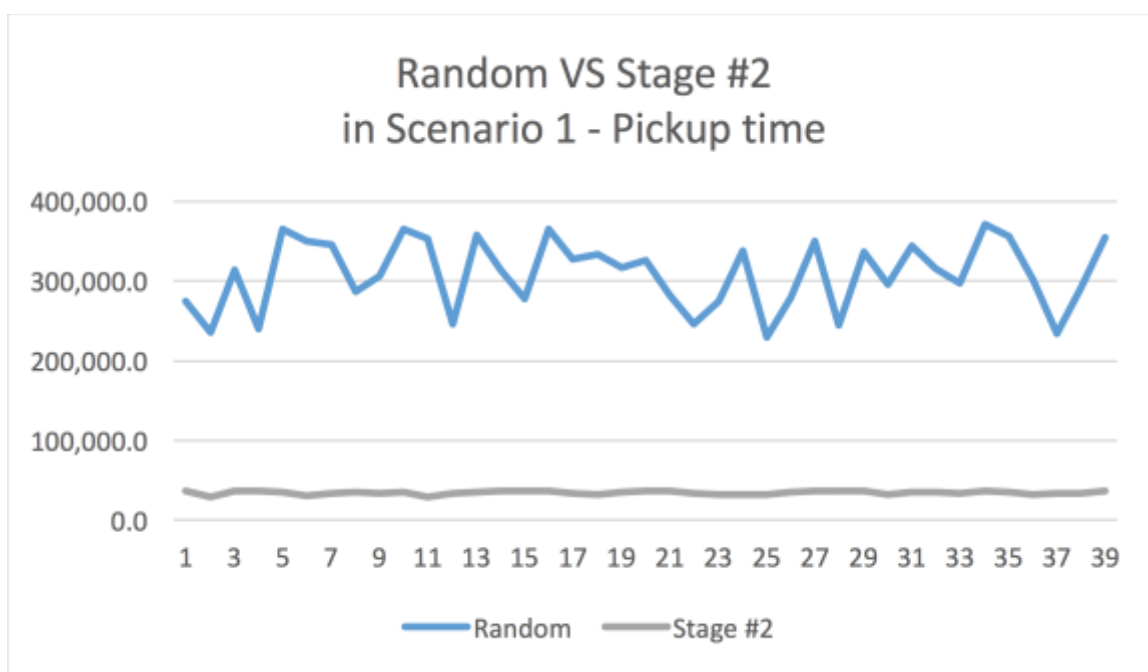 Random VS Stage #2
in Scenario 1 - Pickup time
400,000.0
300,000.0
200,000.0
100,000.0
0.0
1 3 5 7 9 11 13 15 17 19 21 23 25 27 29 31 33 35 37 39
Random Stage #2